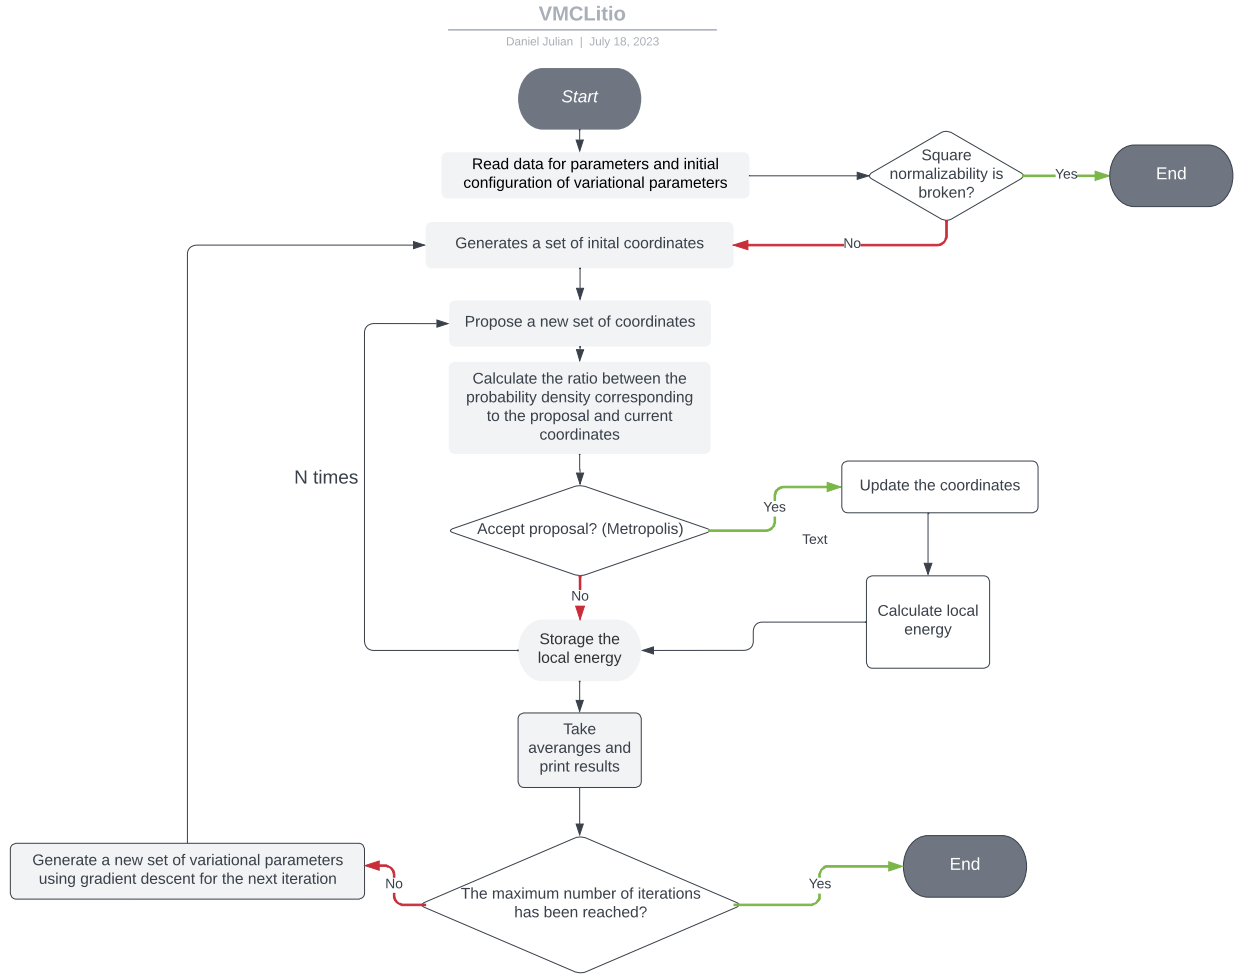 VMCLitio
Daniel Julian | July 18, 2023
Start
Read data for parameters and initial
configuration of variational parameters
Square
normalizability is
broken?
Yes
End
No
Generates a set of inital coordinates
Propose a new set of coordinates
Calculate the ratio between the
probability density corresponding
to the proposal and current
coordinates
N times
Accept proposal? (Metropolis)
Yes
Update the coordinates
Text
No
Calculate local
energy
Storage the
local energy
Take
averanges and
print results
Generate a new set of variational parameters
using gradient descent for the next iteration
No
The maximum number of iterations
has been reached?
Yes
End